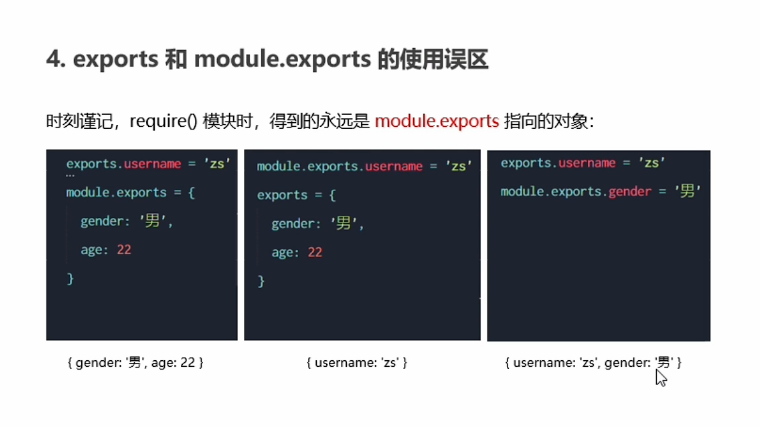 4. exports 和 module.exports 的使用误区
时刻谨记，require() 模块时，得到的永远是 module.exports 指向的对象：
exports.username = 'zs'
module.exports = {
gender: '男',
age: 22
}
{ gender: '男', age: 22 }
module.exports.username = 'zs'
exports = {
gender: '男',
age: 22
}
{ username: 'zs' }
exports.username = 'zs'
module.exports.gender = '男'
{ username: 'zs', gender: '男' }